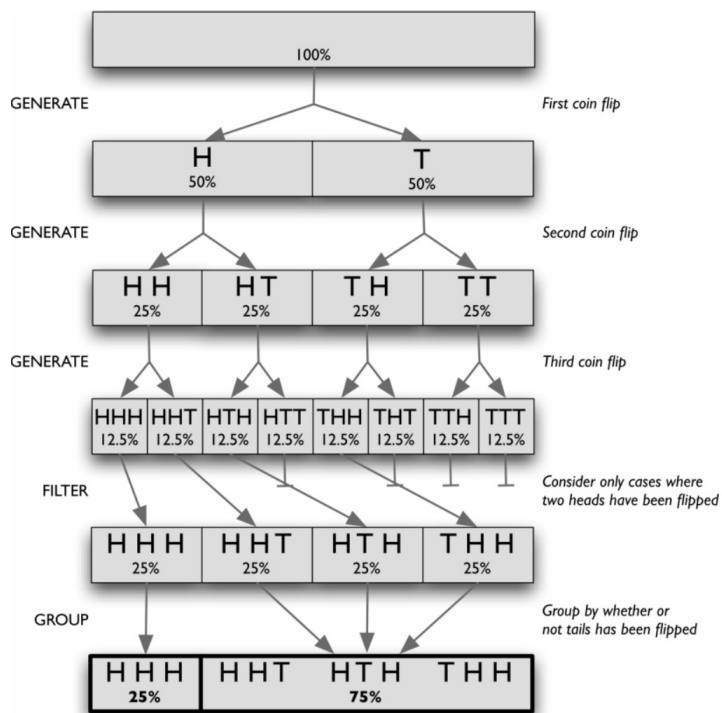 100%
GENERATE
First coin flip
H
T
50%
50%
GENERATE
Second coin flip
H H
H T
T H
T T
25%
25%
25%
25%
GENERATE
Third coin flip
HHH HHT HTH HTT THH THT TTH TTT
12.5% 12.5% 12.5% 12.5% 12.5% 12.5% 12.5% 12.5%
FILTER
Consider only cases where
two heads have been flipped
H H H
H H T
H T H
T H H
25%
25%
25%
25%
GROUP
Group by whether or
not tails has been flipped
H H H
H H T
H T H
T H H
25%
75%